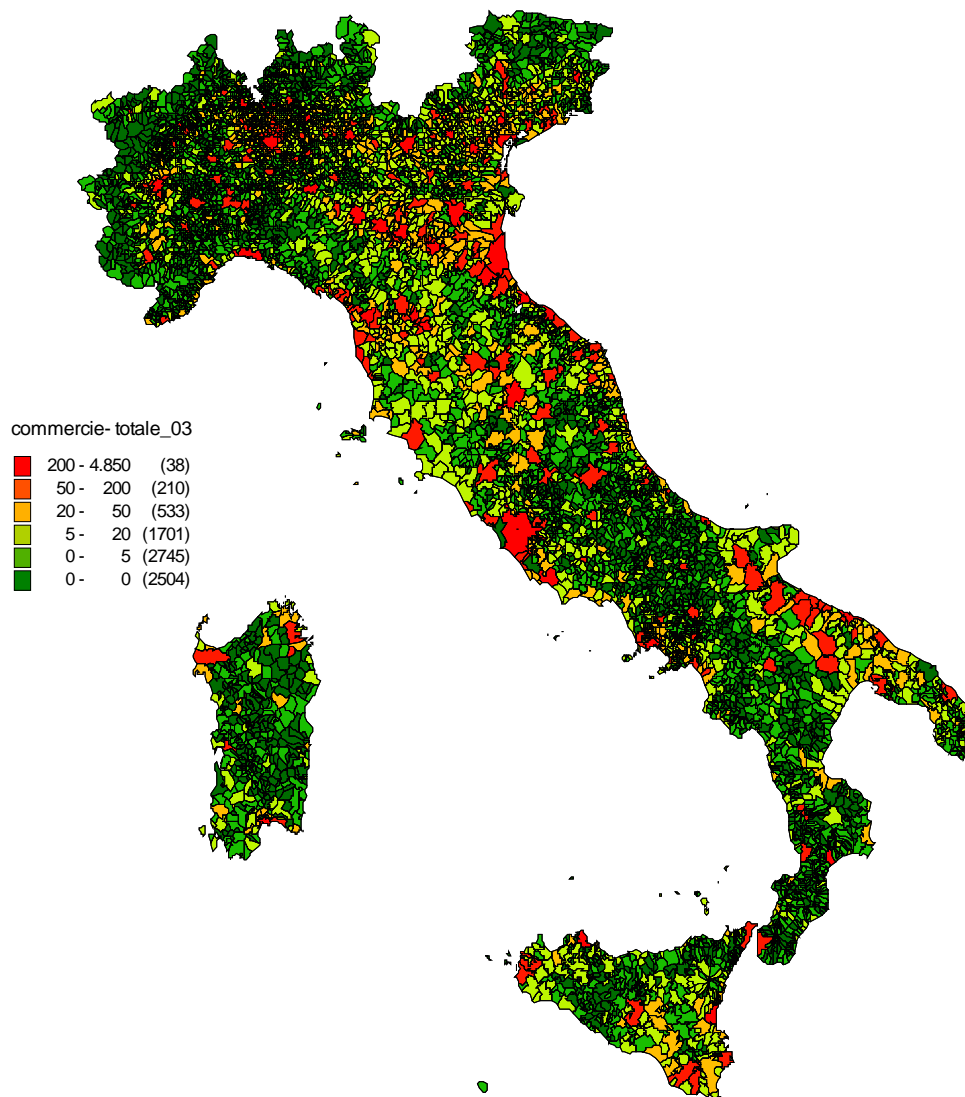 commercie- totale_03
200 - 4.850 (38)
50 - 200 (210)
20 - 50 (533)
5 - 20 (1701)
0 - 5 (2745)
0 - 0 (2504)